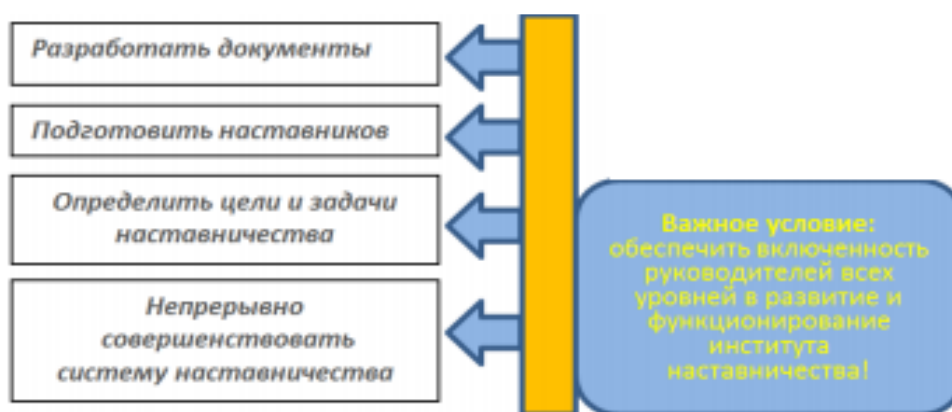 Разработать документы
Подготовить наставников
Определить цели и задачи
наставничества
Непрерывно
совершенствовать
систему наставничества
Важное условие:
обеспечить включенность
руководителей всех
уровней в развитие и
функционирование
института
наставничества!